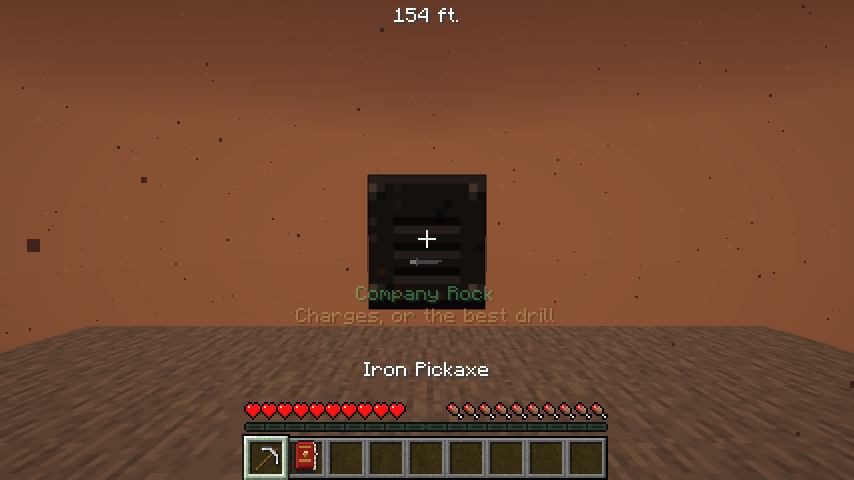 154 ft.
Company Rock
Charges, or the best drill
Iron Pickaxe